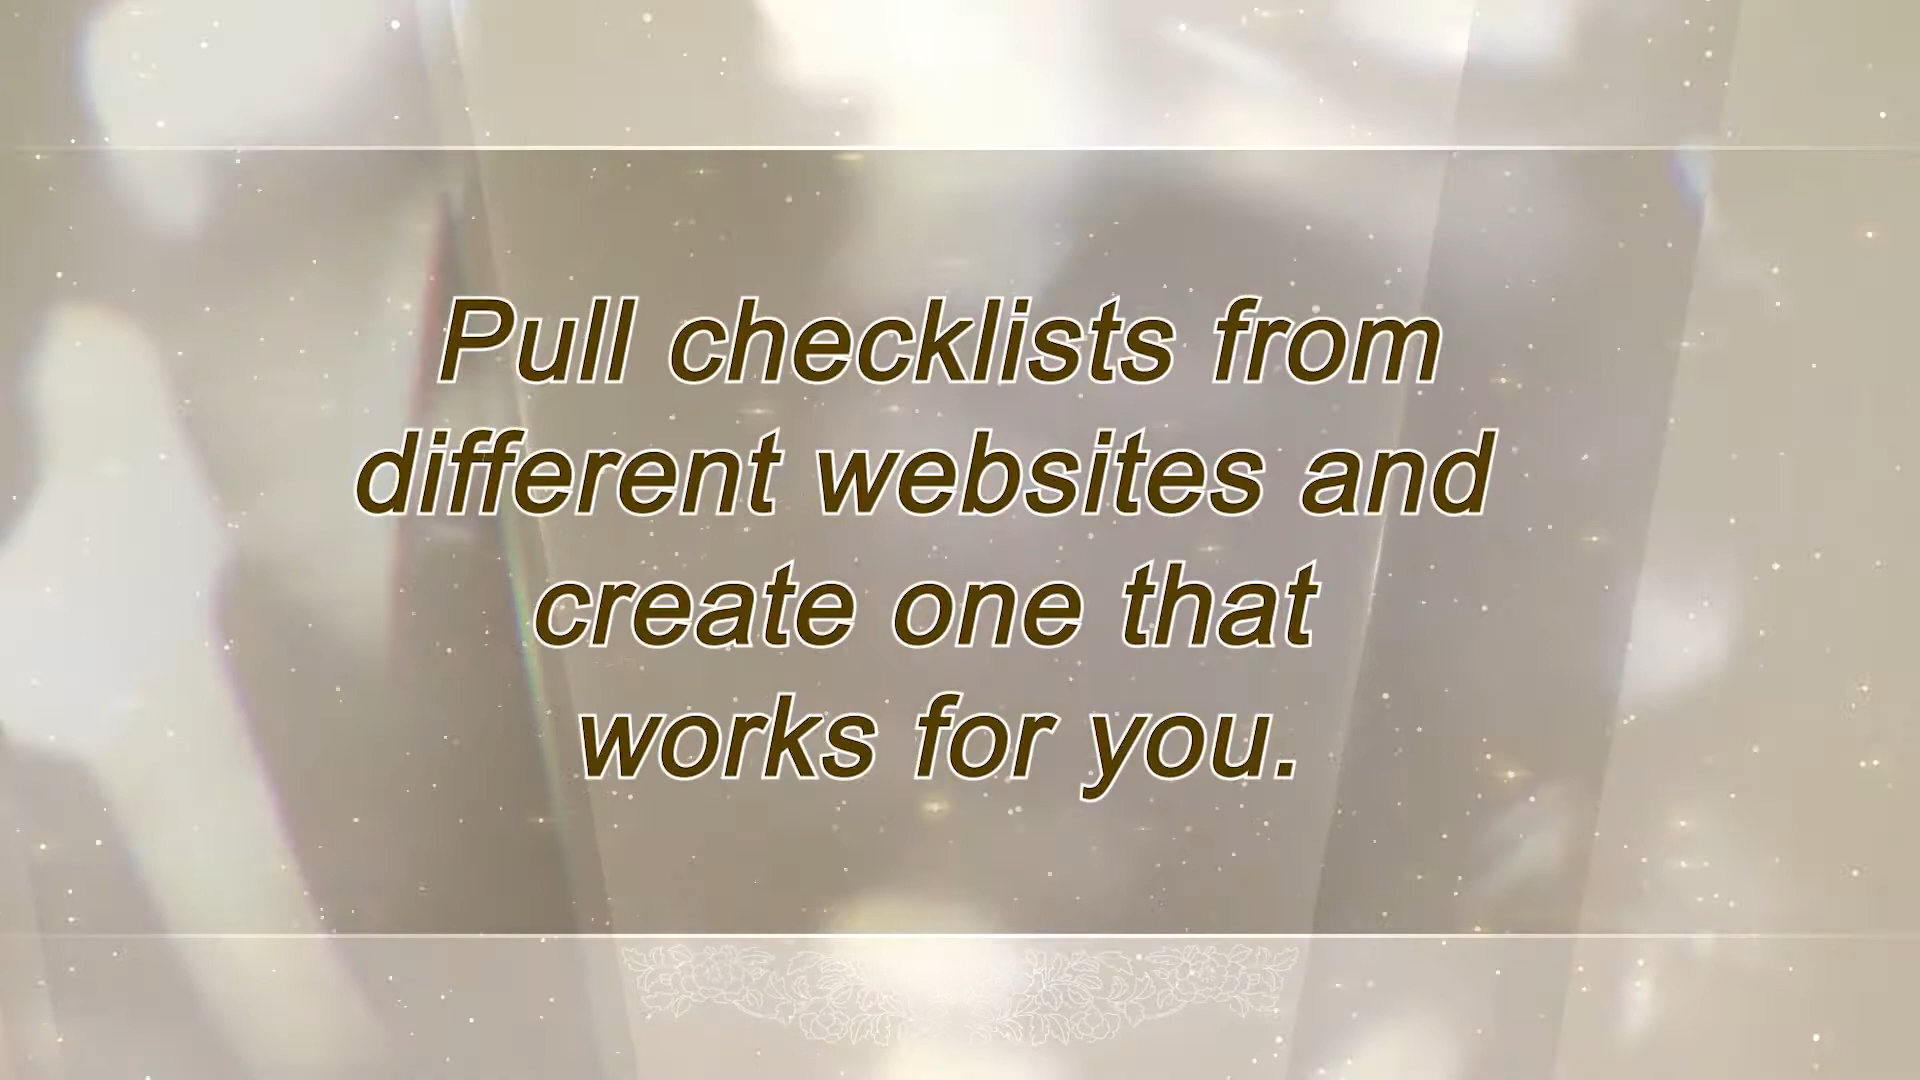 Pull checklists from
different websites and
create one that
works for you.